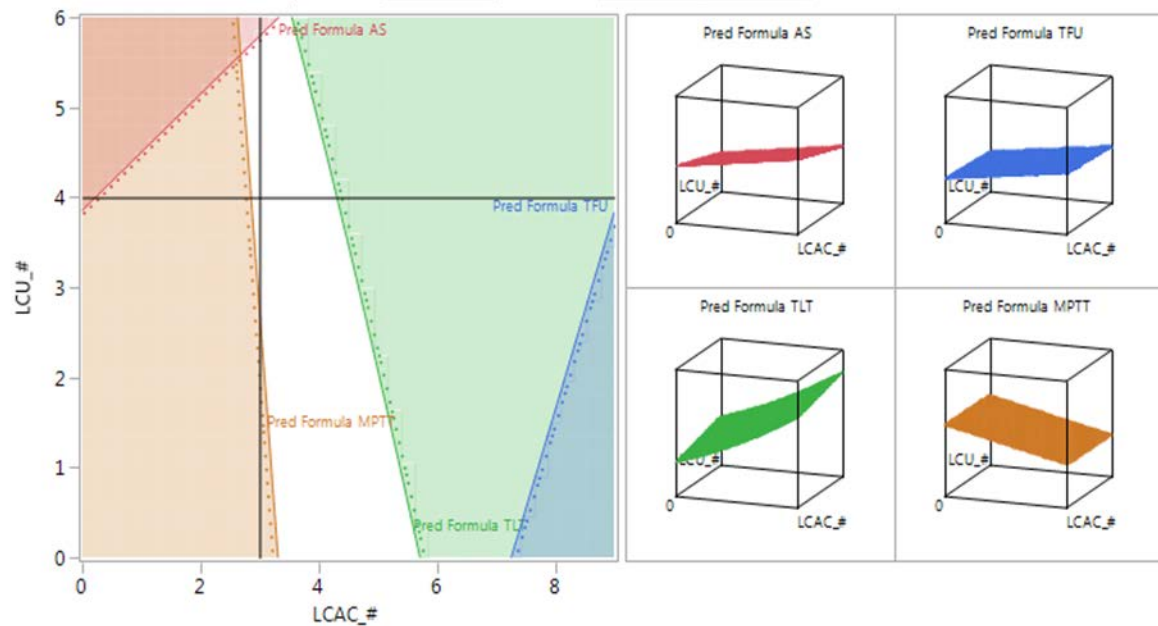 6
5
4
3
2
1
0
LCU_#
0
2
4
6
8
LCAC_#
Pred Formula AS
Pred Formula TFU
Pred Formula MPTT
Pred Formula TLT
Pred Formula AS
LCU_#
0
LCAC_#
Pred Formula TFU
LCU_#
0
LCAC_#
Pred Formula TLT
LCU_#
0
LCAC_#
Pred Formula MPTT
LCU_#
0
LCAC_#